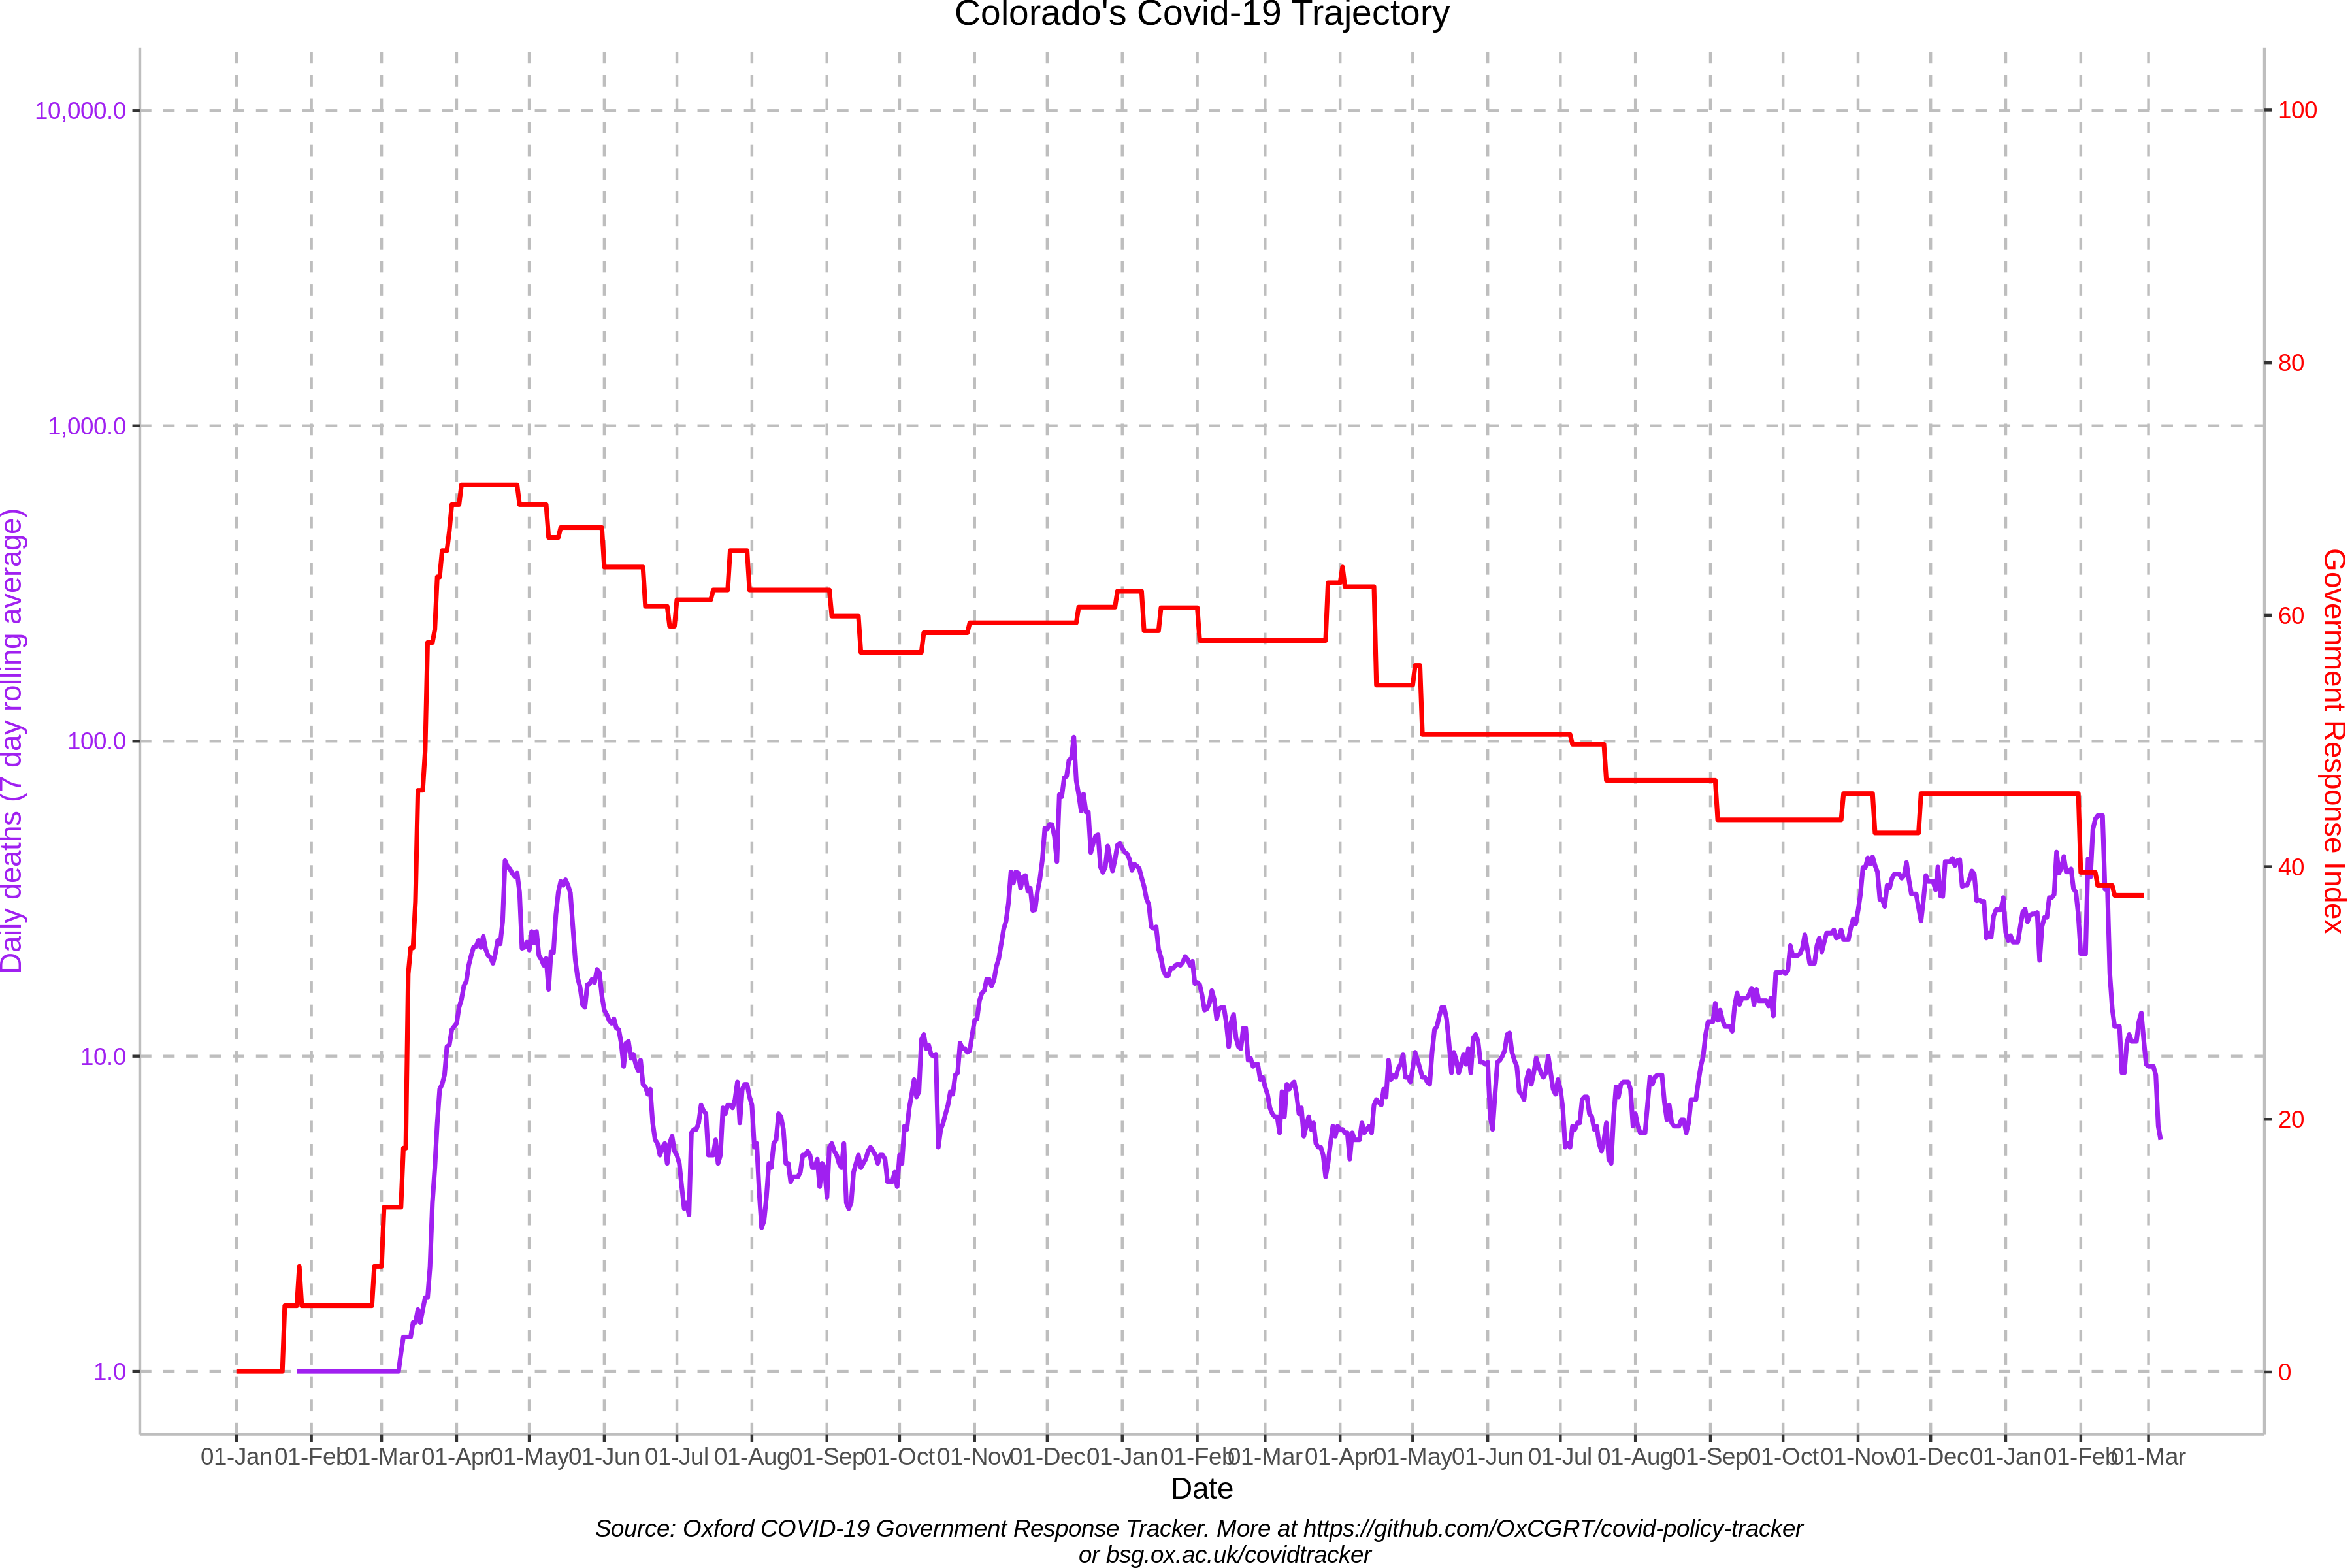 Colorado's Covid-19 Trajectory
10,000.0
1,000.0
100.0
10.0
1.0
Daily deaths (7 day rolling average)
100
80
60
40
20
0
Government Response Index
01-Jan 01-Feb 01-Mar 01-Apr 01-May 01-Jun 01-Jul 01-Aug 01-Sep 01-Oct 01-Nov 01-Dec 01-Jan 01-Feb 01-Mar 01-Apr 01-May 01-Jun 01-Jul 01-Aug 01-Sep 01-Oct 01-Nov 01-Dec 01-Jan 01-Feb 01-Mar
Date
Source: Oxford COVID-19 Government Response Tracker. More at https://github.com/OxCGRT/covid-policy-tracker
or bsg.ox.ac.uk/covidtracker